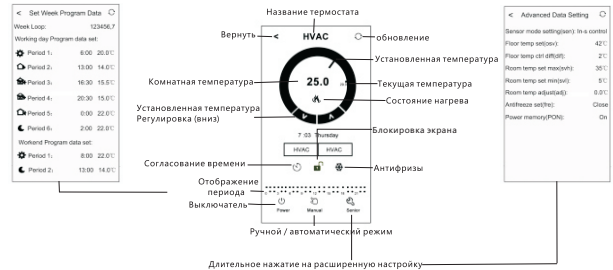 < Set Week Program Data
Week Loop: 123456,7
Working day Program data set:
Period 1: 6:00 20.0℃
Period 2: 13:00 14.0℃
Period 3: 16:30 15.5℃
Period 4: 20:30 15.0℃
Period 5: 0:00 22.0℃
Period 6: 2:00 22.0℃
Workend Program data set:
Period 1: 8:00 22.0℃
Period 2: 13:00 14.0℃
Название термостата
Вернуть
< HVAC
обновление
Установленная температура
Комнатная температура
25.0
Текущая температура
Состояние нагрева
Установленная температура
Регулировка (вниз)
Блокировка экрана
7 :03 Thursday
HVAC HVAC
Согласование времени
Антифризы
Отображение
периода
Выключатель
Power Manual Senior
Ручной / автоматический режим
Длительное нажатие на расширенную настройку
< Advanced Data Setting
Sensor mode setting(sen): In-s control
Floor temp set(osv): 42℃
Floor temp ctrl diff(dif): 2℃
Room temp set max(svh): 35℃
Room temp set min(svl): 5℃
Room temp adjust(adj): 0.0℃
Antifreeze set(fre): Close
Power memory(PON): On